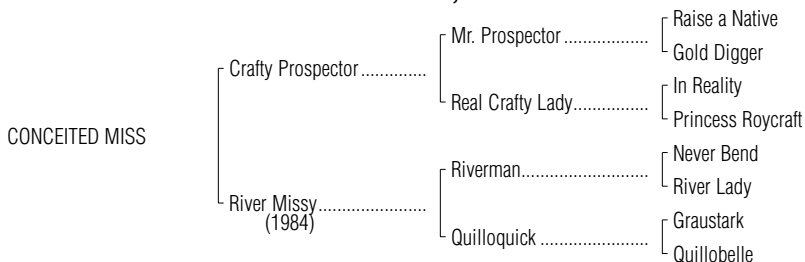 Raise a Native
Mr. Prospector ....................
Gold Digger
Crafty Prospector..............
In Reality
Real Crafty Lady..................
Princess Roycraft
CONCEITED MISS
Never Bend
Riverman..............................
River Lady
River Missy........................
(1984)
Graustark
Quilloquick ..........................
Quillobelle